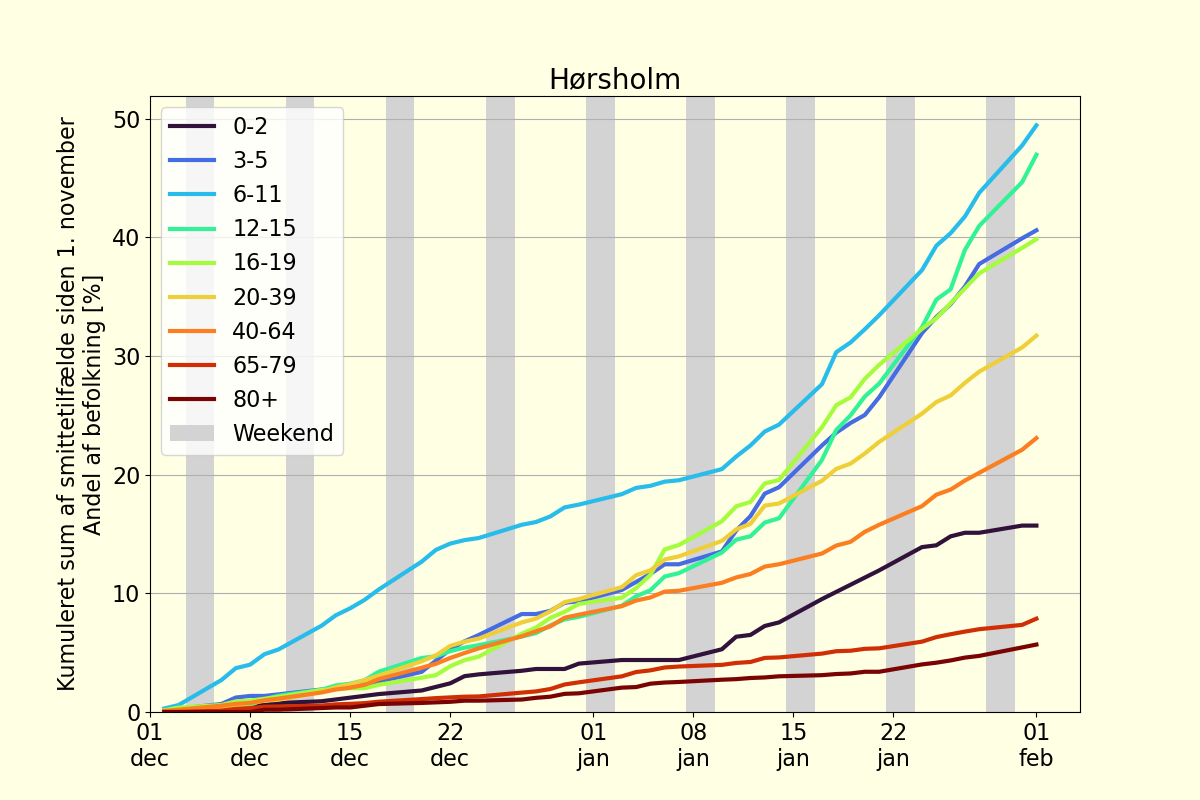 Hørsholm
Kumuleret sum af smittetilfælde siden 1. november
Andel af befolkning [%]
50
40
30
20
10
0
0-2
3-5
6-11
12-15
16-19
20-39
40-64
65-79
80+
Weekend
01 08 15 22 01 08 15 22 01
dec dec dec dec jan jan jan jan feb